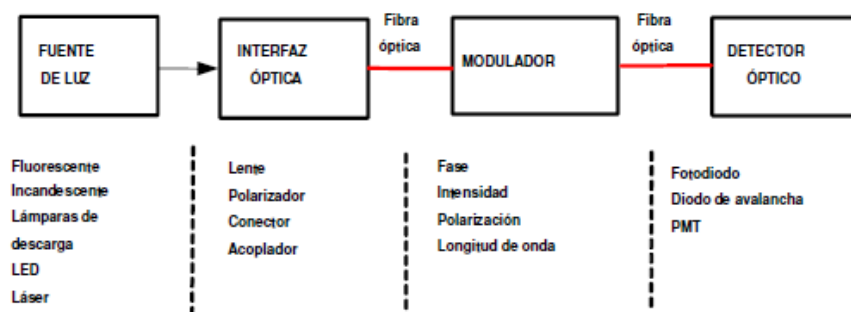 FUENTE
DE LUZ
INTERFAZ
ÓPTICA
Fibra
óptica
MODULADOR
Fibra
óptica
DETECTOR
ÓPTICO
Fluorescente
Incandescente
Lámparas de
descarga
LED
Láser
Lente
Polarizador
Conector
Acoplador
Fase
Intensidad
Polarización
Longitud de onda
Fotodiodo
Diodo de avalancha
PMT